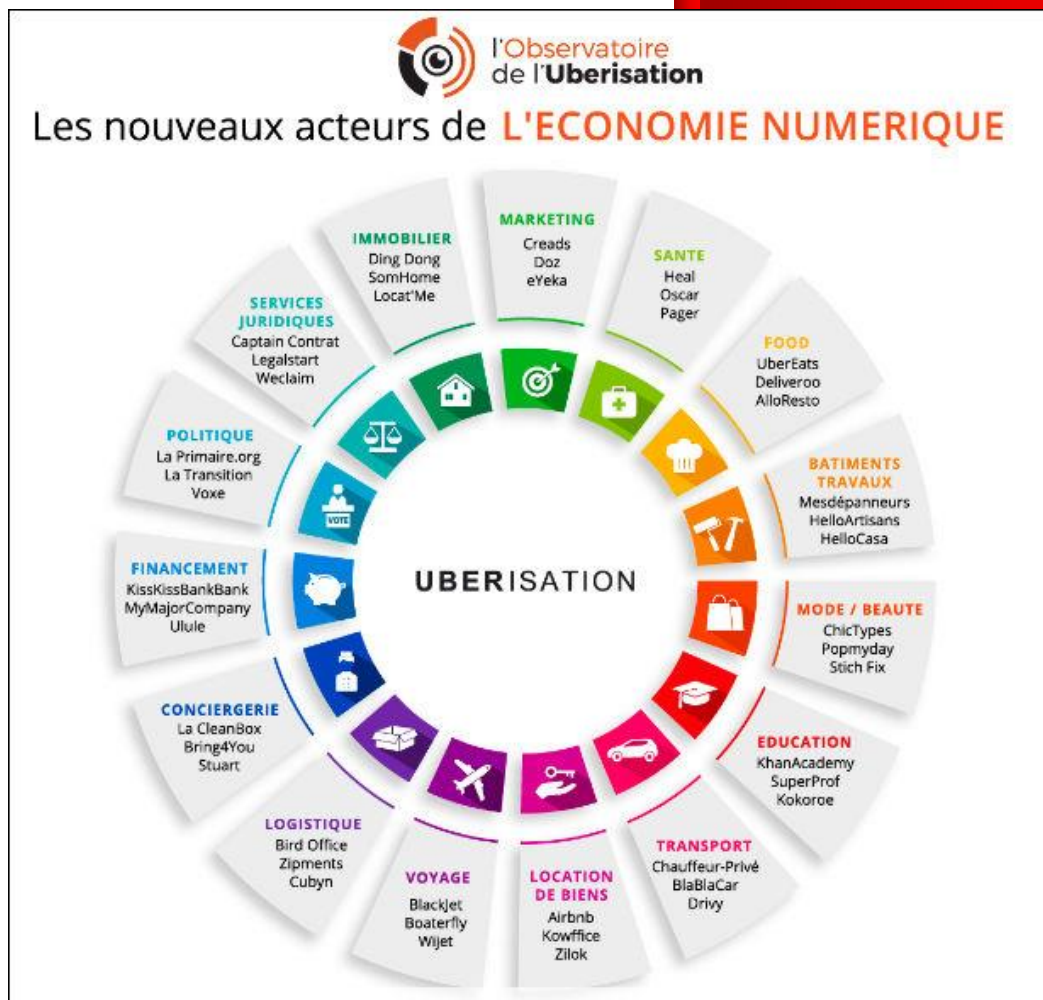 l'Observatoire
de l'Uberisation
Les nouveaux acteurs de L'ECONOMIE NUMERIQUE
MARKETING
Creads
Doz
eYeka
SANTE
Heal
Oscar
Pager
FOOD
UberEats
Deliveroo
AlloResto
BATIMENTS
TRAVAUX
Mesdépanneurs
HelloArtisans
HelloCasa
MODE / BEAUTE
ChicTypes
Popmyday
Stich Fix
EDUCATION
KhanAcademy
SuperProf
Kokoroe
TRANSPORT
Chauffeur-Privé
BlaBlaCar
Drivy
LOCATION
DE BIENS
Airbnb
Kowffice
Zilok
VOYAGE
BlackJet
Boaterfly
Wijet
LOGISTIQUE
Bird Office
Zipments
Cubyn
CONCIERGERIE
La CleanBox
Bring4You
Stuart
FINANCEMENT
KissKissBankBank
MyMajorCompany
Ulule
POLITIQUE
La Primaire.org
La Transition
Voxe
SERVICES
JURIDIQUES
Captain Contrat
Legalstart
Weclaim
IMMOBILIER
Ding Dong
SomHome
Locat'Me
VOTE
UBERISATION